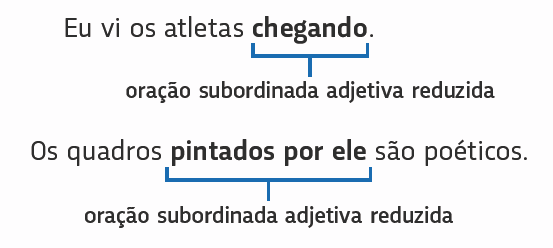 Eu vi os atletas chegando.
oração subordinada adjetiva reduzida
Os quadros pintados por ele são poéticos.
oração subordinada adjetiva reduzida